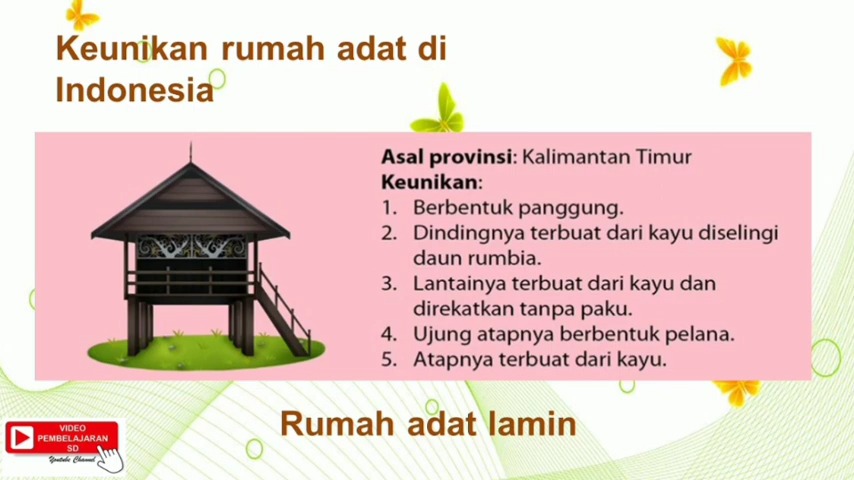 Keunikan rumah adat di
Indonesia
Asal provinsi: Kalimantan Timur
Keunikan:
1. Berbentuk panggung.
2. Dindingnya terbuat dari kayu diselingi
daun rumbia.
3. Lantainya terbuat dari kayu dan
direkatkan tanpa paku.
4. Ujung atapnya berbentuk pelana.
5. Atapnya terbuat dari kayu.
Rumah adat lamin
VIDEO
PEMBELAJARAN
SD
Youtube Channel